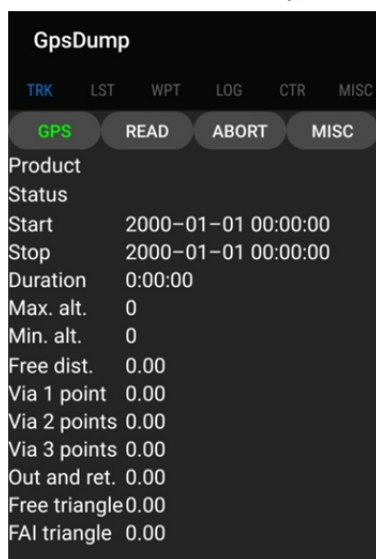 GpsDump
TRK LST WPT LOG CTR MISC
GPS READ ABORT MISC
Product
Status
Start 2000-01-01 00:00:00
Stop 2000-01-01 00:00:00
Duration 0:00:00
Max. alt. 0
Min. alt. 0
Free dist. 0.00
Via 1 point 0.00
Via 2 points 0.00
Via 3 points 0.00
Out and ret. 0.00
Free triangle 0.00
FAI triangle 0.00